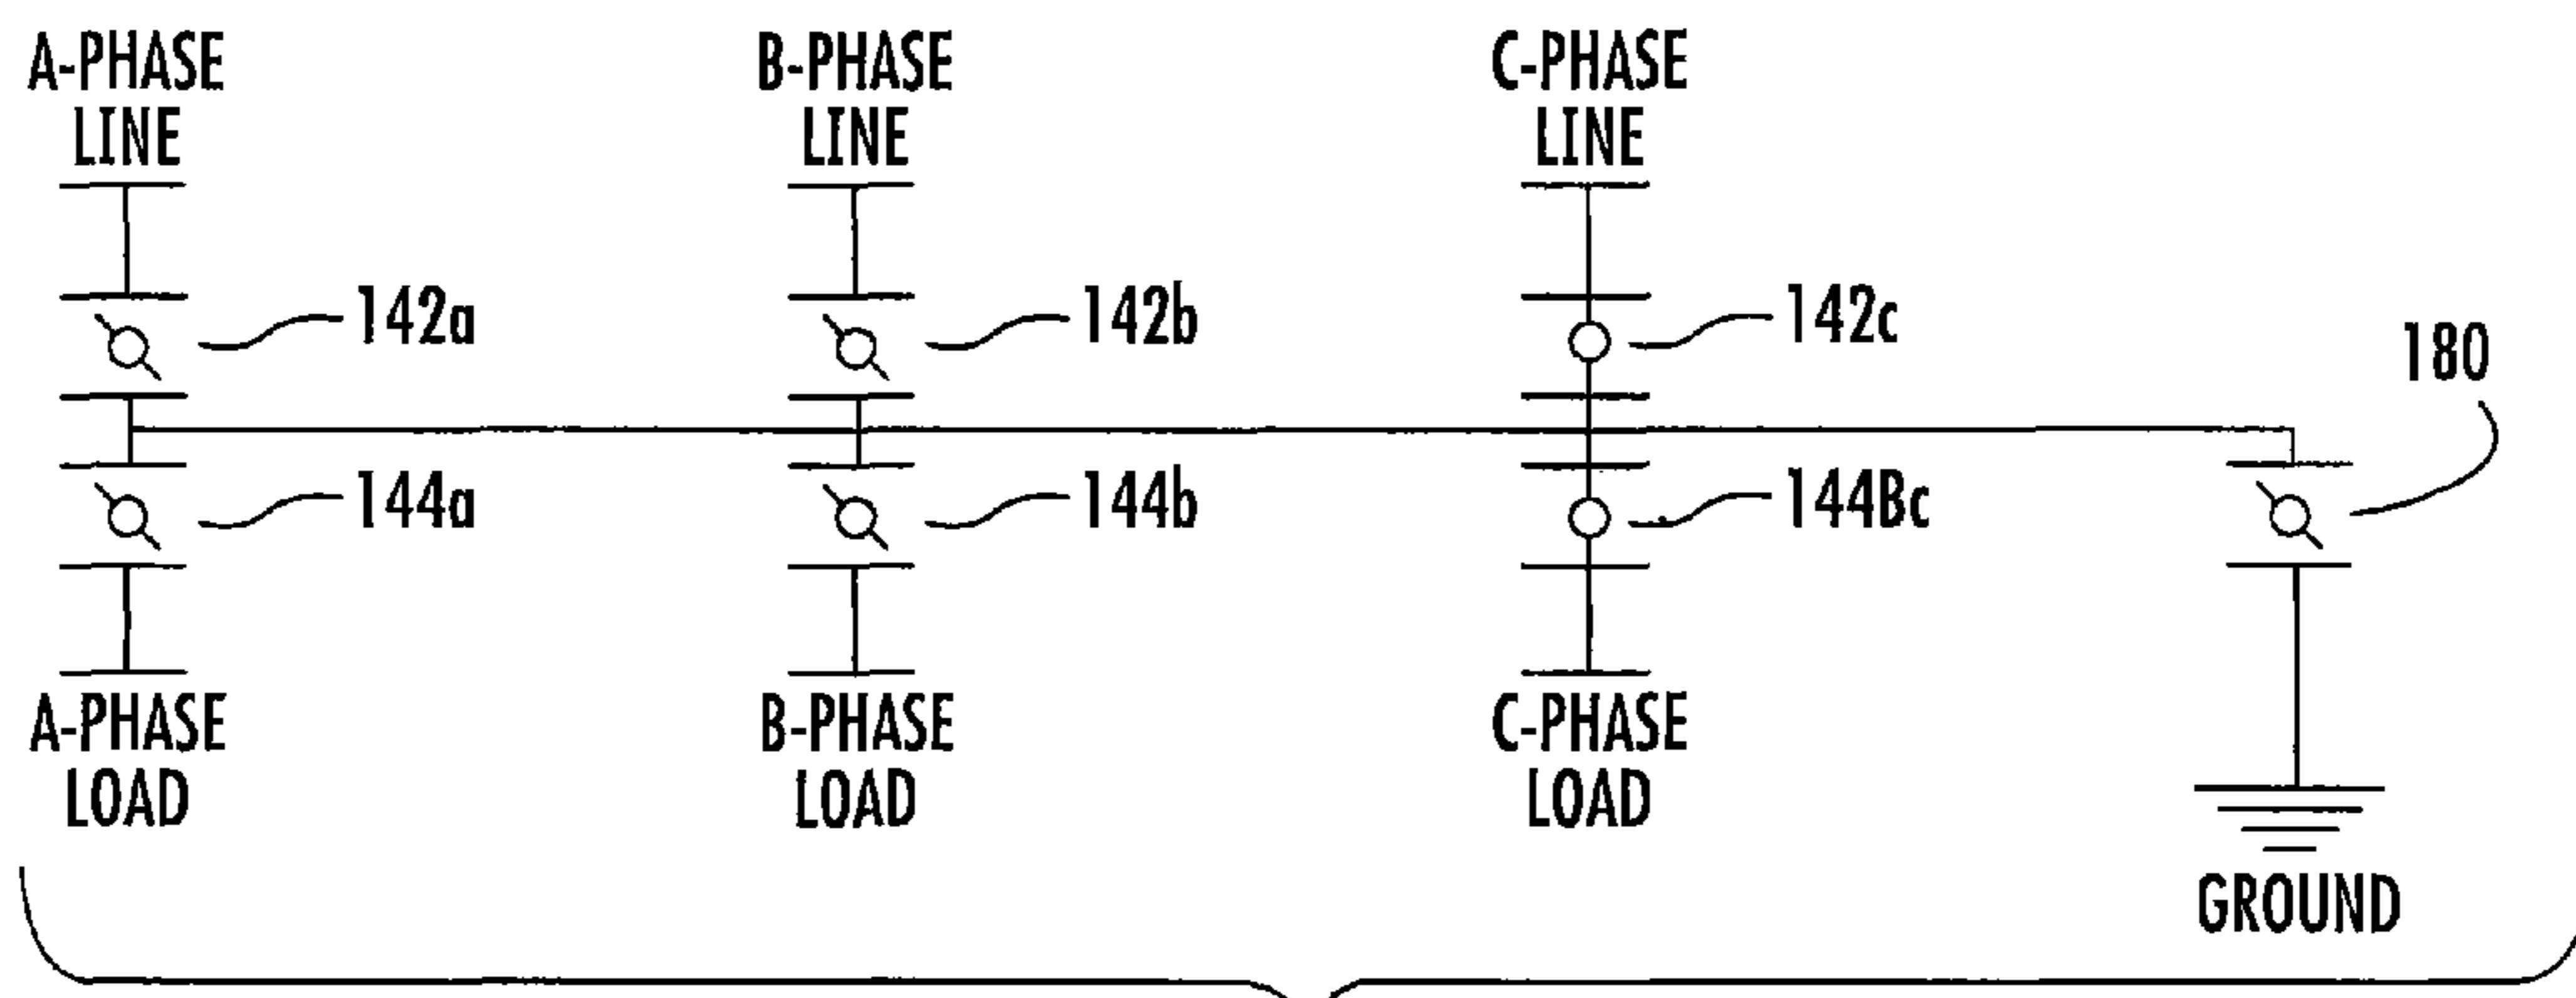 A-PHASE
LINE
B-PHASE
LINE
C-PHASE
LINE
142a
142b
142c
180
144a
144b
144Bc
A-PHASE
LOAD
B-PHASE
LOAD
C-PHASE
LOAD
GROUND